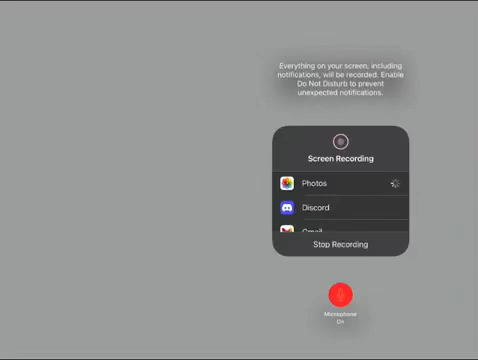 Everything on your screen, including
notifications, will be recorded. Enable
Do Not Disturb to prevent
unexpected notifications.
Screen Recording
Photos
Discord
Gmail
Stop Recording
Microphone
On